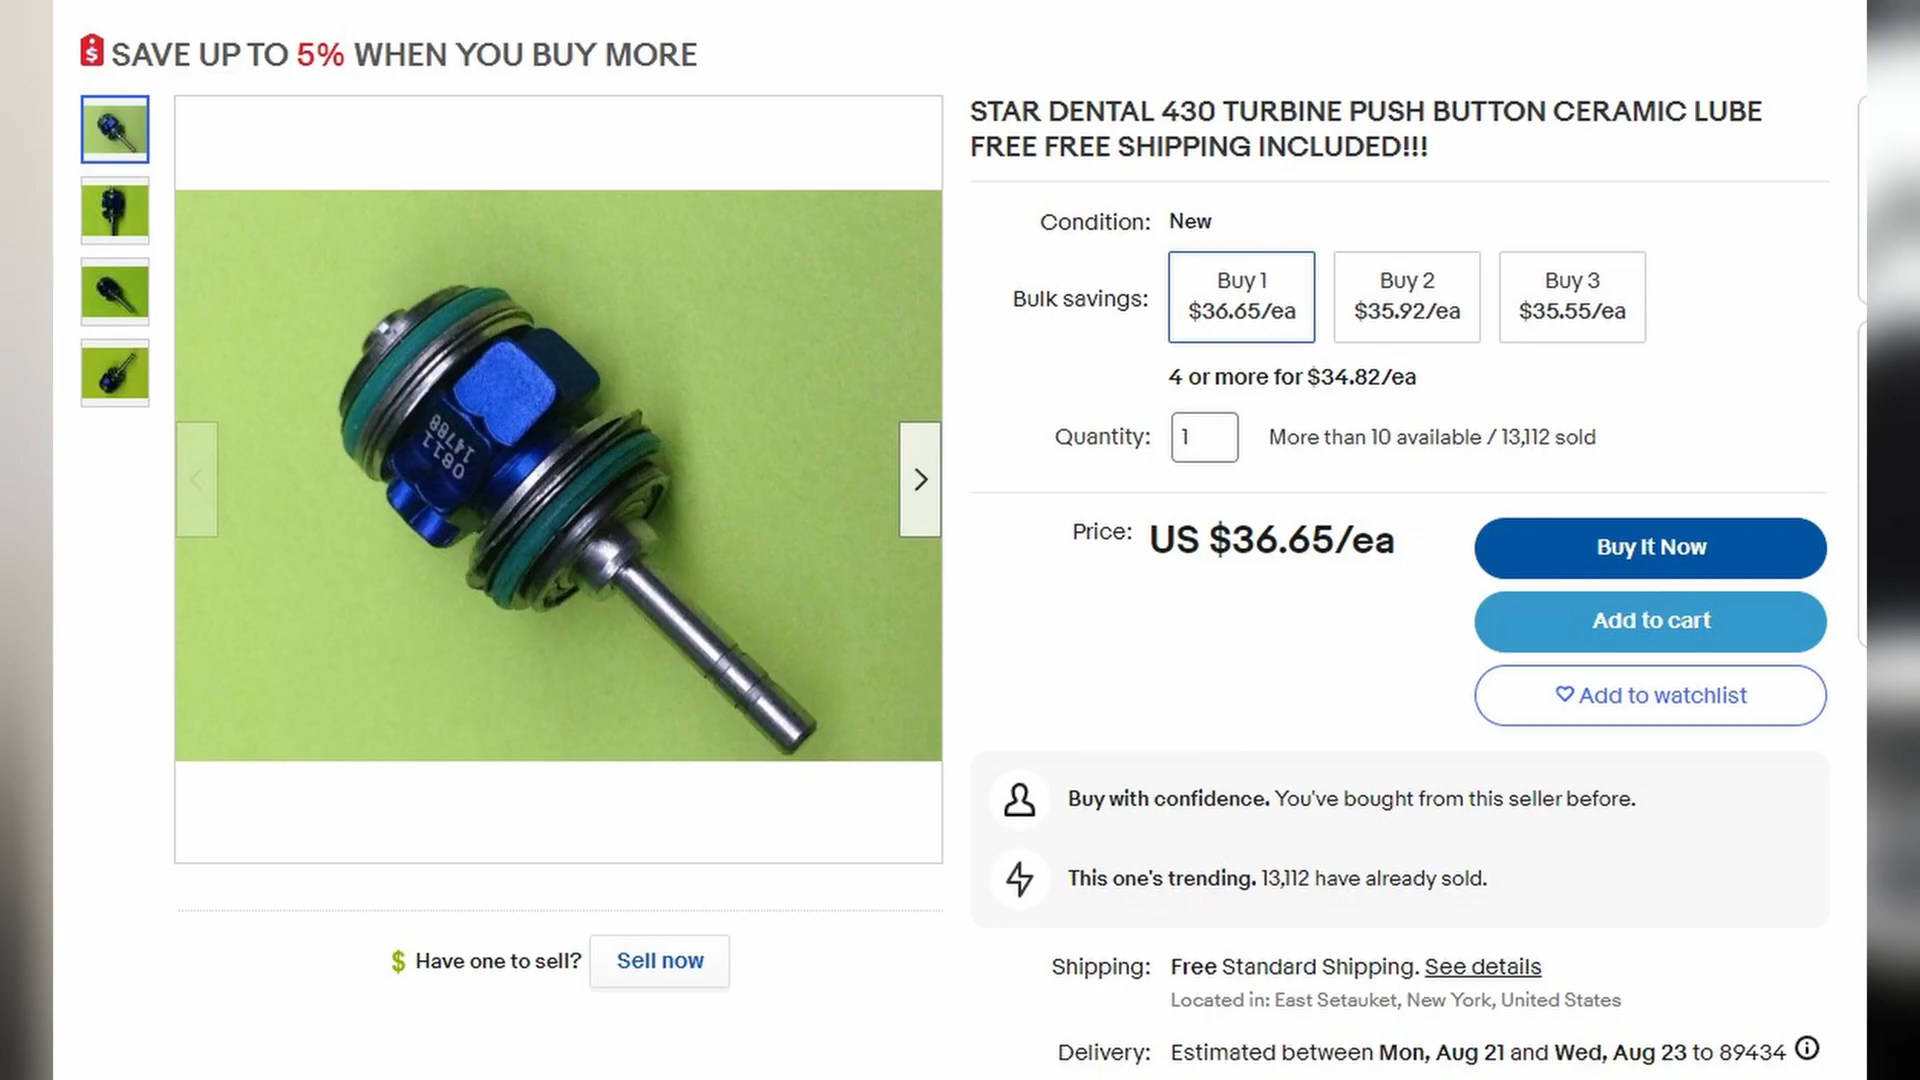 SAVE UP TO 5% WHEN YOU BUY MORE
STAR DENTAL 430 TURBINE PUSH BUTTON CERAMIC LUBE
FREE FREE SHIPPING INCLUDED!!!
Condition: New
Bulk savings:
Buy 1
$36.65/ea
Buy 2
$35.92/ea
Buy 3
$35.55/ea
4 or more for $34.82/ea
Quantity: 1 More than 10 available / 13,112 sold
0811
14788
Price: US $36.65/ea
Buy It Now
Add to cart
Add to watchlist
Buy with confidence. You've bought from this seller before.
This one's trending. 13,112 have already sold.
$ Have one to sell? Sell now
Shipping: Free Standard Shipping. See details
Located in: East Setauket, New York, United States
Delivery: Estimated between Mon, Aug 21 and Wed, Aug 23 to 89434